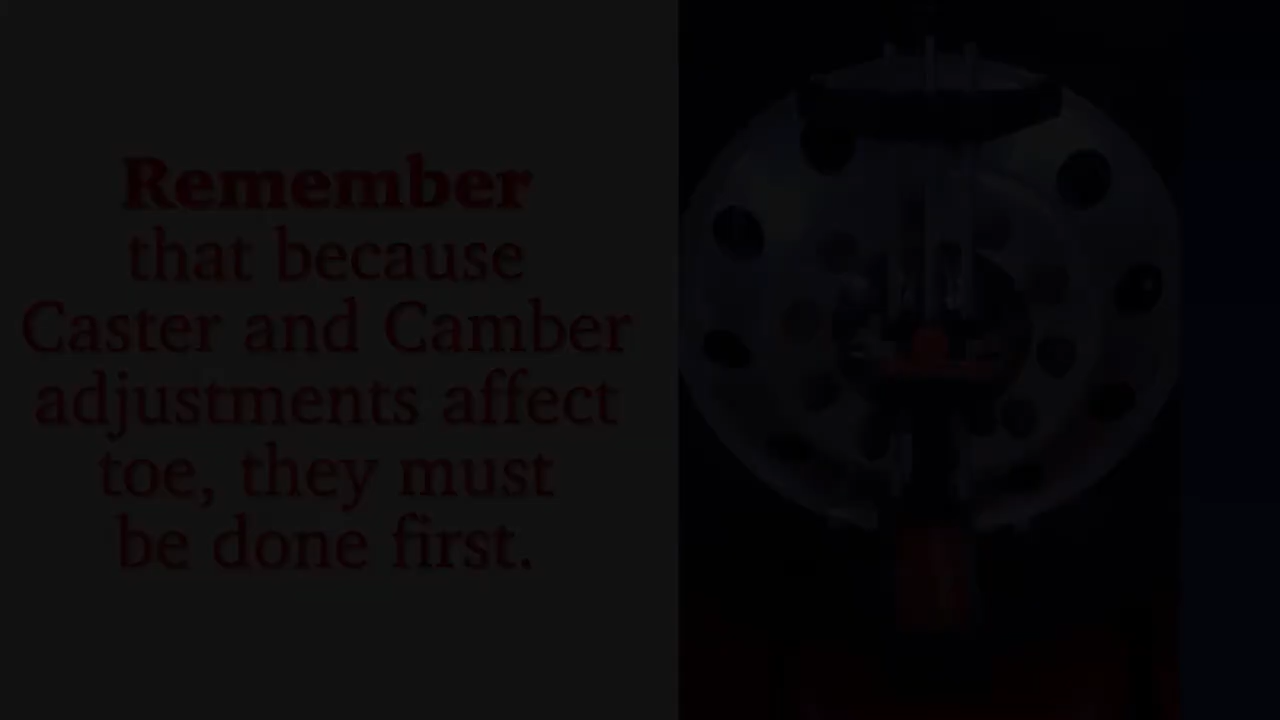 Remember
that because
Caster and Camber
adjustments affect
toe, they must
be done first.